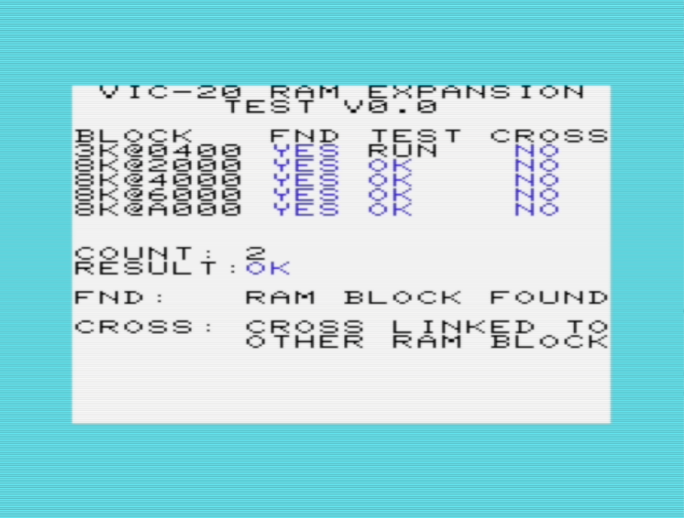 VIC-20 RAM EXPANSION
TEST V0.0
BLOCK FND TEST CROSS
3K@0400 YES RUN NO
8K@2000 YES OK NO
8K@4000 YES OK NO
8K@6000 YES OK NO
8K@A000 YES OK NO
COUNT: 2
RESULT:OK
FND: RAM BLOCK FOUND
CROSS: CROSS LINKED TO
OTHER RAM BLOCK